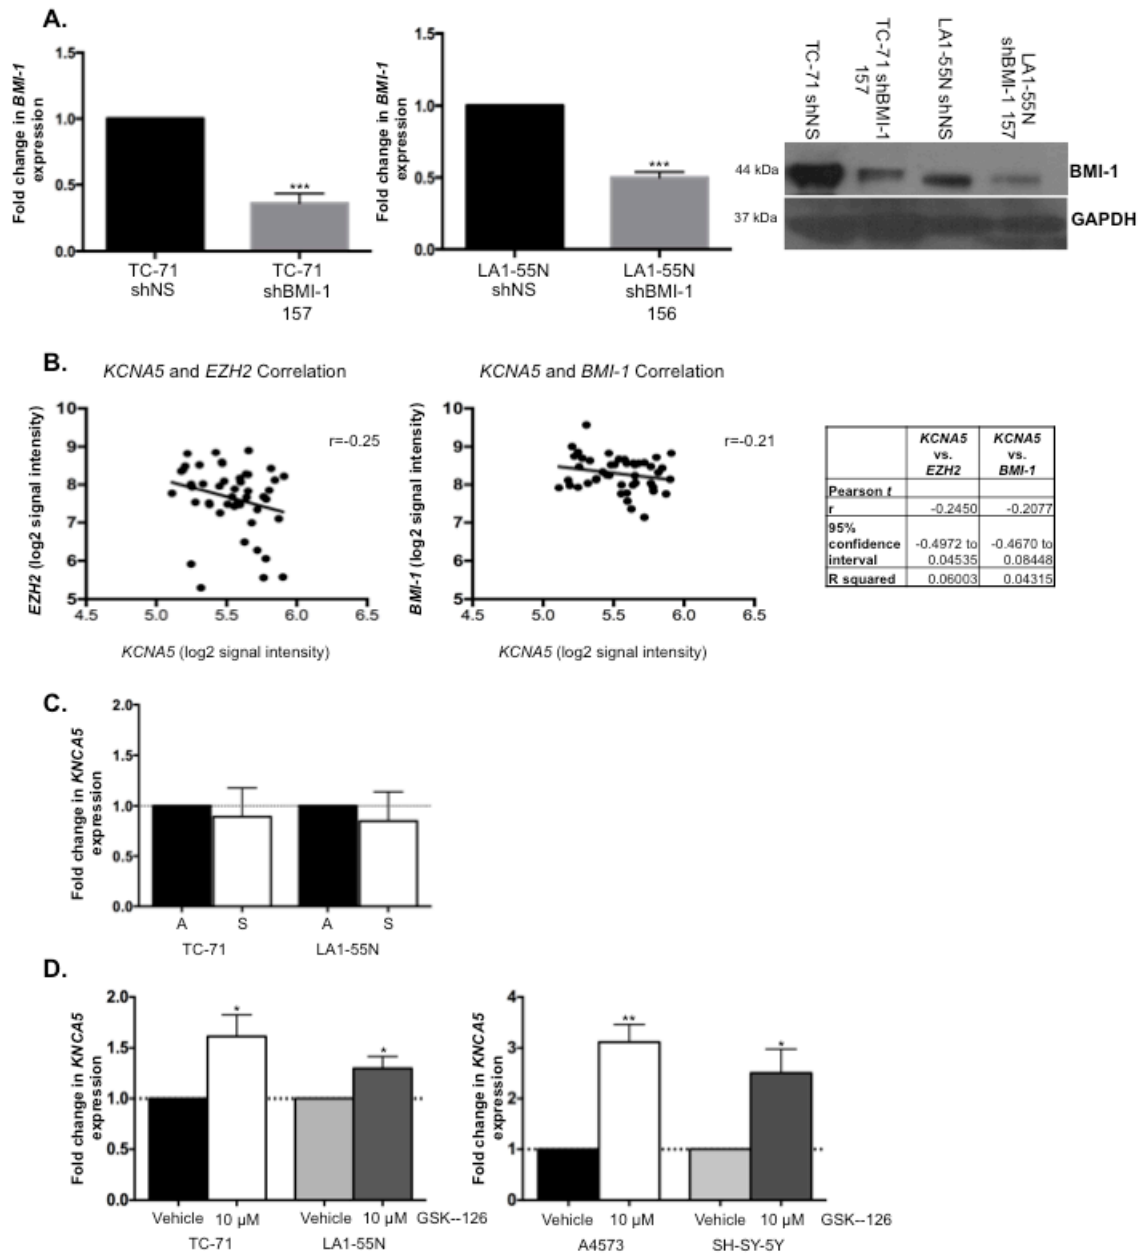 A.
Fold change in BMI-1
expression
1.5
1.0
0.5
0.0
TC-71
shNS
TC-71
shBMI-1
157
***
Fold change in BMI-1
expression
1.5
1.0
0.5
0.0
LA1-55N
shNS
LA1-55N
shBMI-1
156
***
TC-71 shNS
TC-71 shBMI-1
157
LA1-55N shNS
LA1-55N
shBMI-1 157
44 kDa
BMI-1
37 kDa
GAPDH
B.
KCNA5 and EZH2 Correlation
EZH2 (log2 signal intensity)
10
9
8
7
6
5
4.5 5.0 5.5 6.0 6.5
r=-0.25
KCNA5 (log2 signal intensity)
KCNA5 and BMI-1 Correlation
BMI-1 (log2 signal intensity)
10
9
8
7
6
5
4.5 5.0 5.5 6.0 6.5
r=-0.21
KCNA5 (log2 signal intensity)
KCNA5 vs. EZH2 KCNA5 vs. BMI-1
Pearson t
r -0.2450 -0.2077
95% confidence interval -0.4972 to 0.04535 -0.4670 to 0.08448
R squared 0.06003 0.04315
C.
Fold change in KNCA5
expression
2.0
1.5
1.0
0.5
0.0
A S A S
TC-71 LA1-55N
D.
Fold change in KNCA5
expression
2.0
1.5
1.0
0.5
0.0
* *
Vehicle 10 μM Vehicle 10 μM GSK--126
TC-71 LA1-55N
Fold change in KNCA5
expression
4
3
2
1
0
** *
Vehicle 10 μM Vehicle 10 μM GSK--126
A4573 SH-SY-5Y